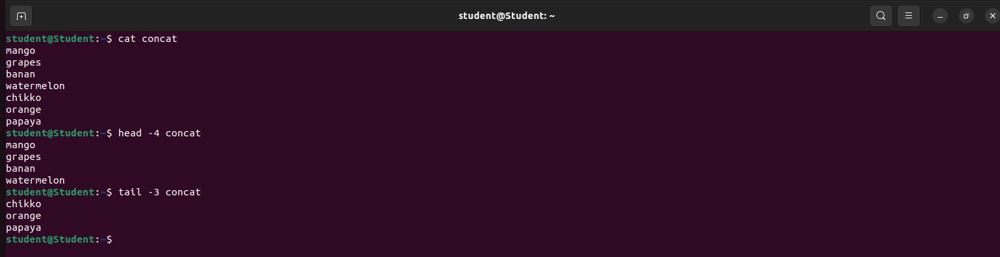 student@Student: ~
student@Student:~$ cat concat
mango
grapes
banan
watermelon
chikko
orange
papaya
student@Student:~$ head -4 concat
mango
grapes
banan
watermelon
student@Student:~$ tail -3 concat
chikko
orange
papaya
student@Student:~$